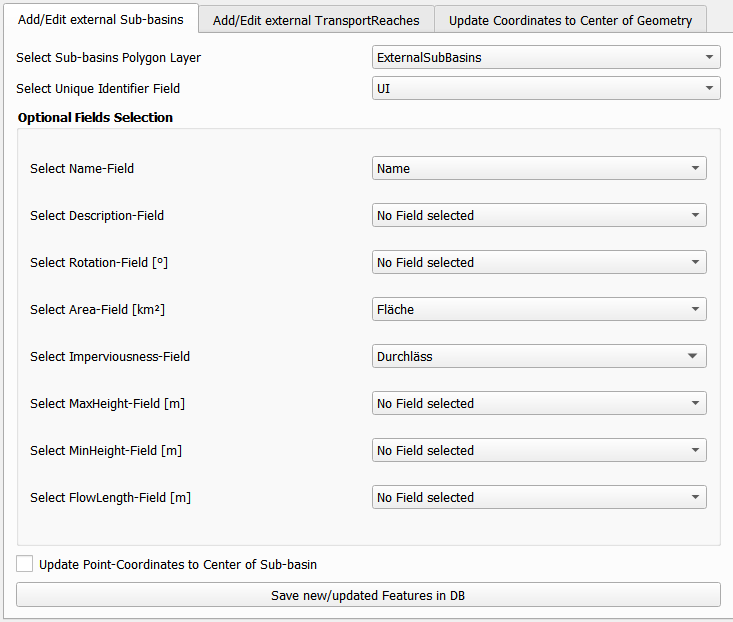 Add/Edit external Sub-basins
Add/Edit external TransportReaches
Update Coordinates to Center of Geometry
Select Sub-basins Polygon Layer
ExternalSubBasins
Select Unique Identifier Field
UI
Optional Fields Selection
Select Name-Field
Name
Select Description-Field
No Field selected
Select Rotation-Field [º]
No Field selected
Select Area-Field [km²]
Fläche
Select Imperviousness-Field
Durchläss
Select MaxHeight-Field [m]
No Field selected
Select MinHeight-Field [m]
No Field selected
Select FlowLength-Field [m]
No Field selected
Update Point-Coordinates to Center of Sub-basin
Save new/updated Features in DB